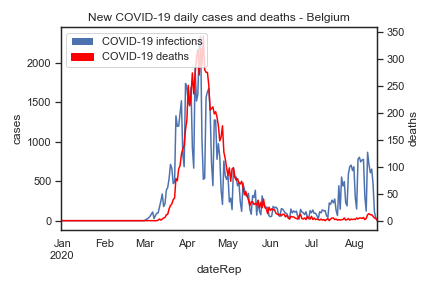 New COVID-19 daily cases and deaths - Belgium
COVID-19 infections
COVID-19 deaths
cases
2000
1500
1000
500
0
deaths
350
300
250
200
150
100
50
0
Jan Feb Mar Apr May Jun Jul Aug
2020
dateRep